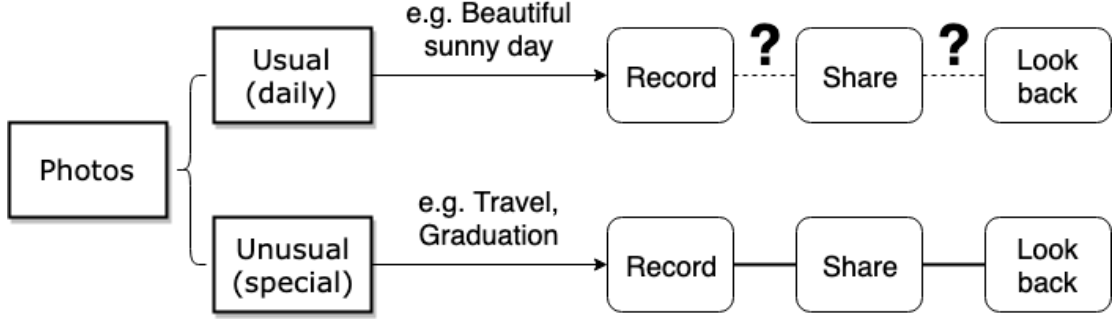 Photos
Usual
(daily)
e.g. Beautiful
sunny day
Record
?
Share
?
Look
back
Unusual
(special)
e.g. Travel,
Graduation
Record
Share
Look
back